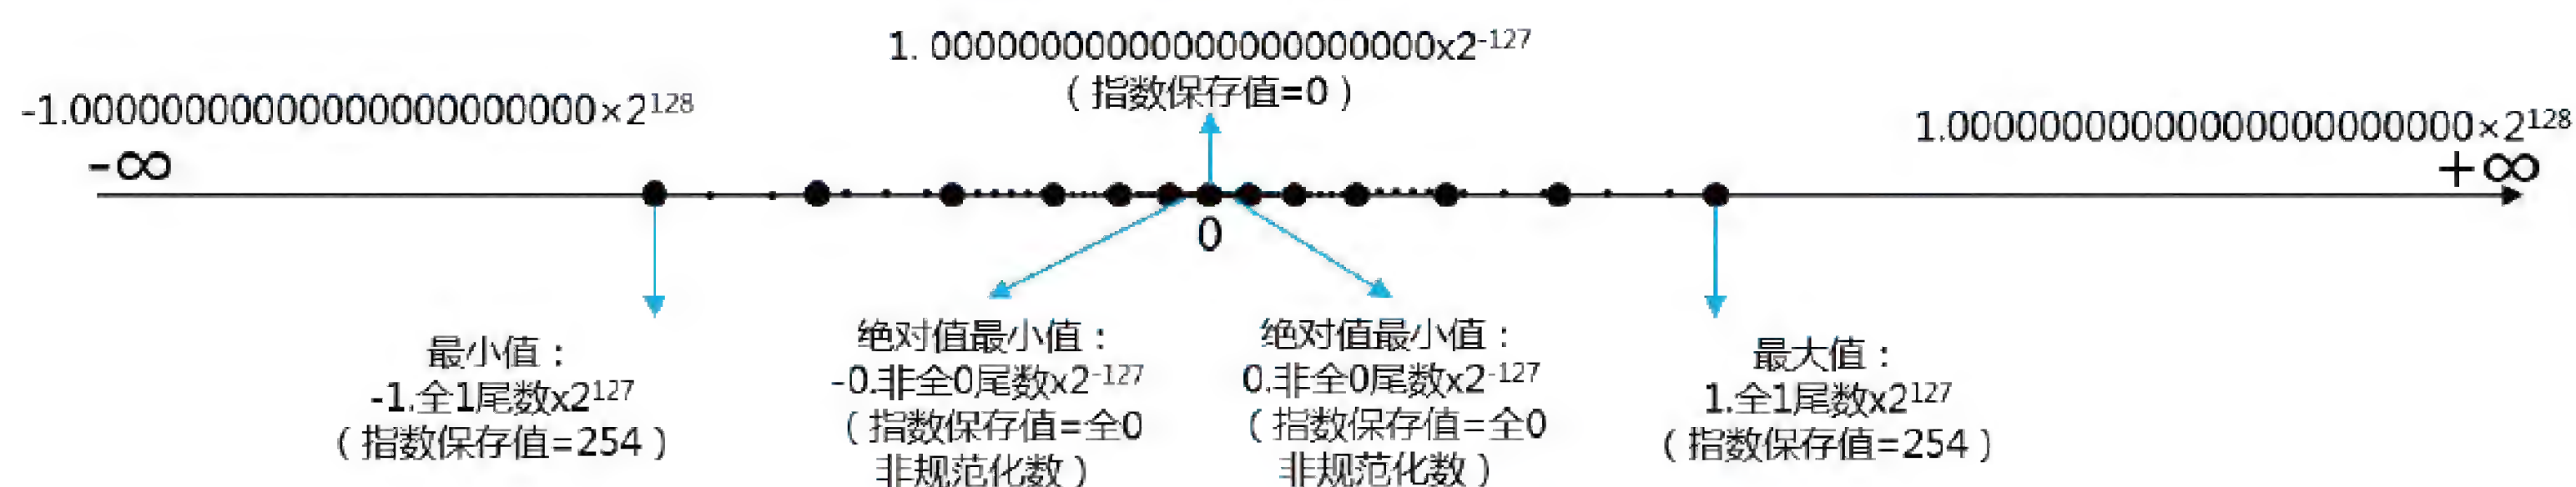 1. 00000000000000000000000x2⁻¹²⁷
(指数保存值=0)
-1.00000000000000000000000×2¹²⁸
1.00000000000000000000000×2¹²⁸
-∞
+∞
0
最小值:
-1.全1尾数x2¹²⁷
(指数保存值=254)
绝对值最小值:
-0.非全0尾数x2⁻¹²⁷
(指数保存值=全0
非规范化数)
绝对值最小值:
0.非全0尾数x2⁻¹²⁷
(指数保存值=全0
非规范化数)
最大值:
1.全1尾数x2¹²⁷
(指数保存值=254)